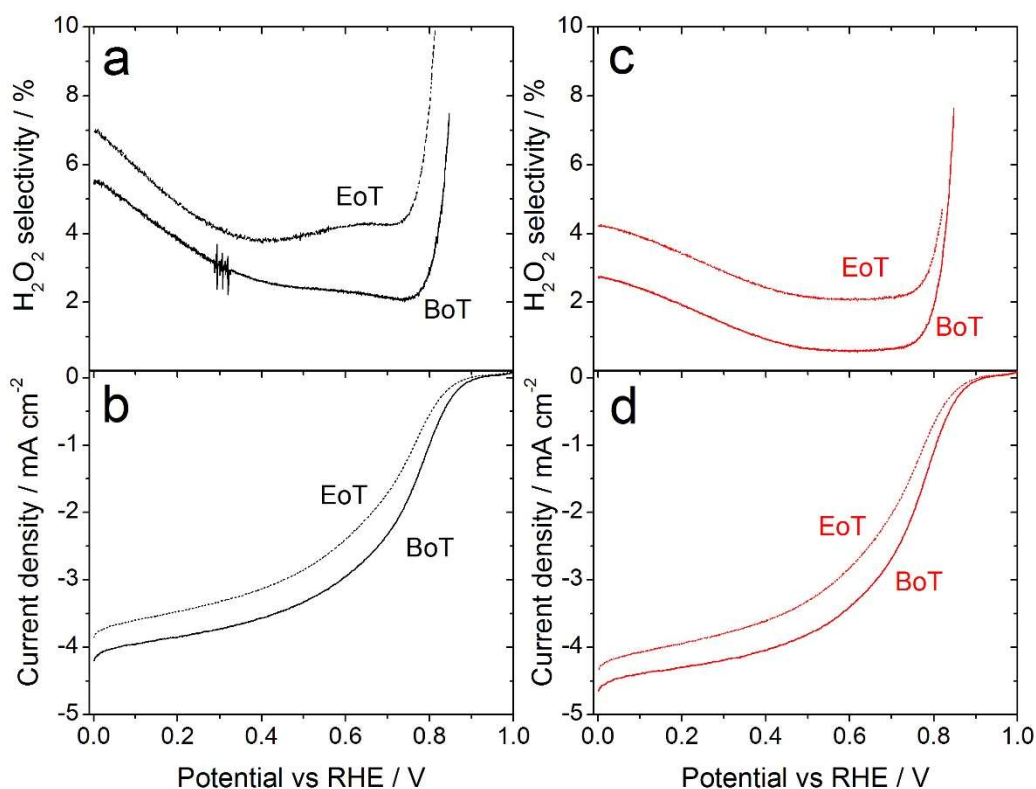 a
H₂O₂ selectivity / %
10
8
6
4
2
EoT
BoT
c
H₂O₂ selectivity / %
10
8
6
4
2
EoT
BoT
b
Current density / mA cm⁻²
0
-1
-2
-3
-4
-5
EoT
BoT
0.0 0.2 0.4 0.6 0.8 1.0
Potential vs RHE / V
d
Current density / mA cm⁻²
0
-1
-2
-3
-4
-5
EoT
BoT
0.0 0.2 0.4 0.6 0.8 1.0
Potential vs RHE / V